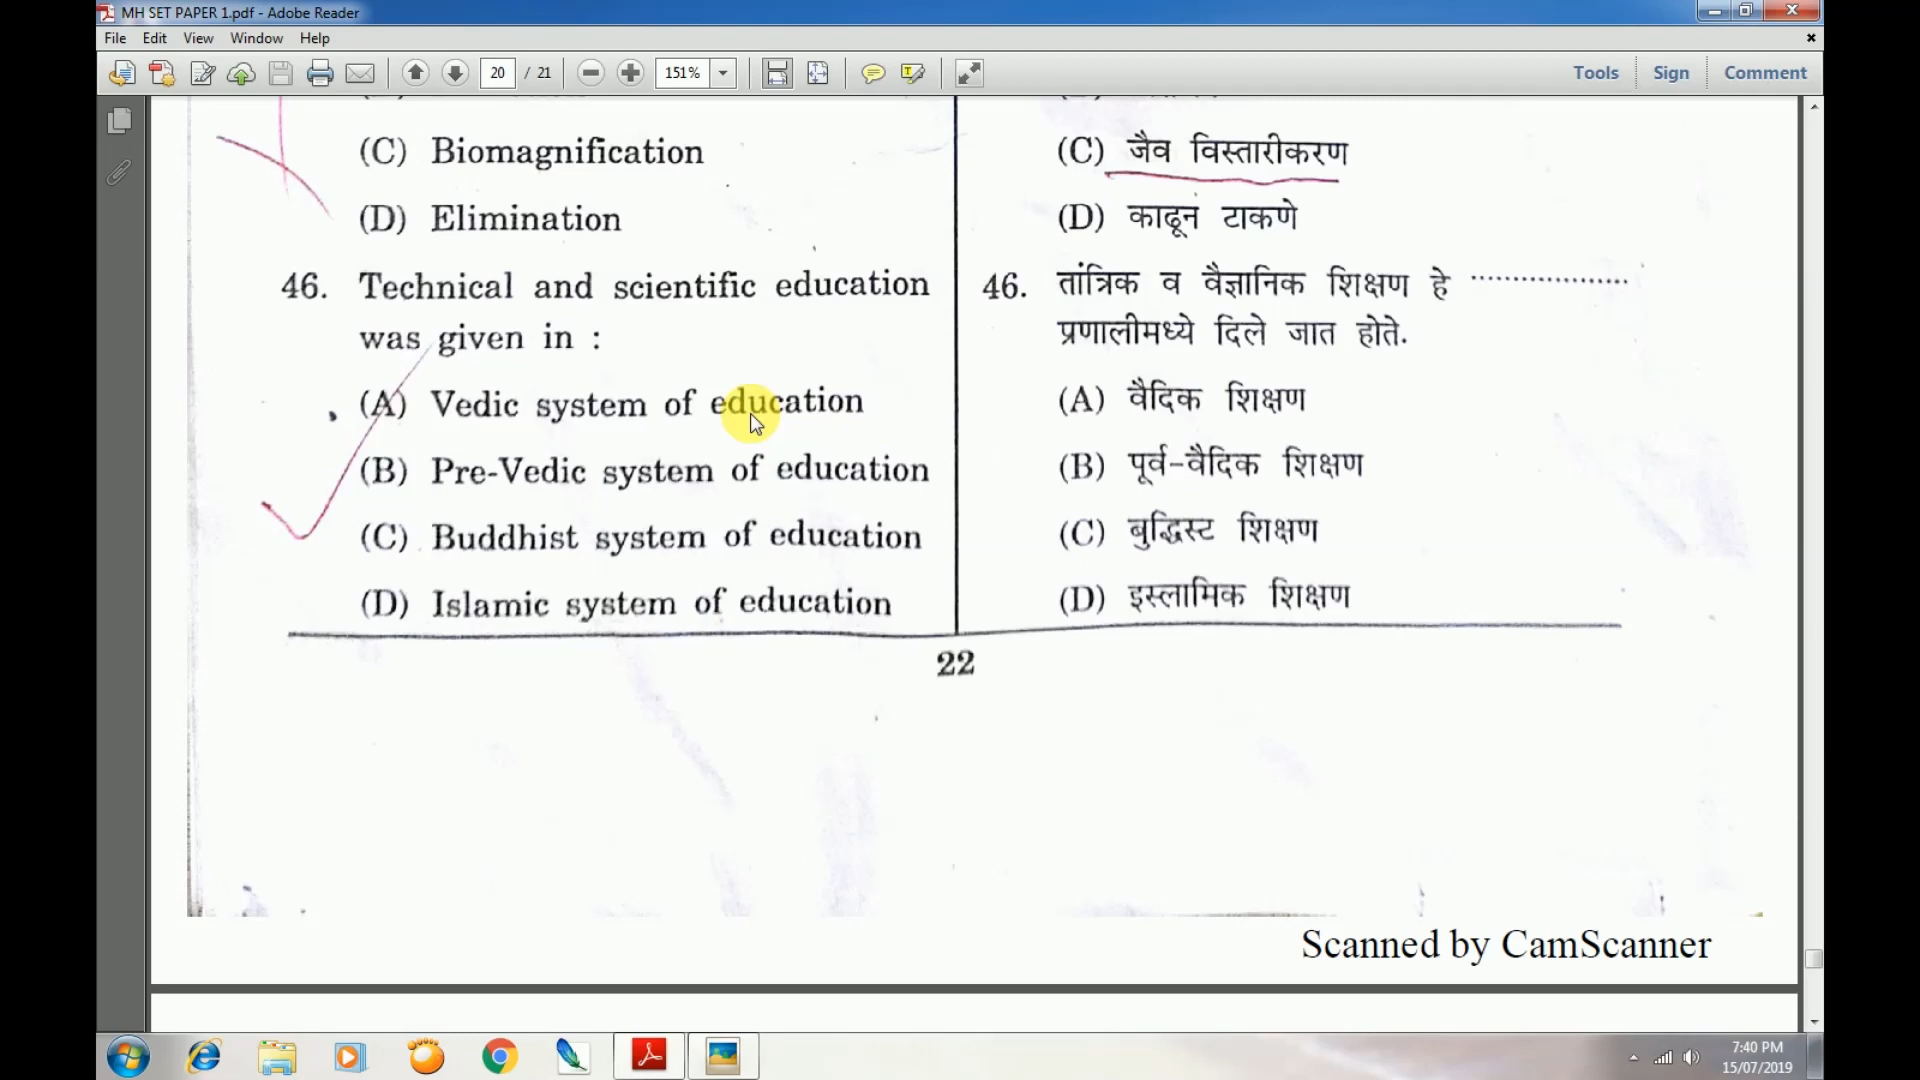 MH SET PAPER 1.pdf - Adobe Reader
File Edit View Window Help
20 / 21 151% Tools Sign Comment
(C) Biomagnification
(D) Elimination
46. Technical and scientific education
was given in :
(A) Vedic system of education
(B) Pre-Vedic system of education
(C) Buddhist system of education
(D) Islamic system of education
(C) जैव विस्तारीकरण
(D) काढून टाकणे
46. तांत्रिक व वैज्ञानिक शिक्षण हे ..................
प्रणालीमध्ये दिले जात होते.
(A) वैदिक शिक्षण
(B) पूर्व-वैदिक शिक्षण
(C) बुद्धिस्ट शिक्षण
(D) इस्लामिक शिक्षण
22
Scanned by CamScanner
7:40 PM
15/07/2019